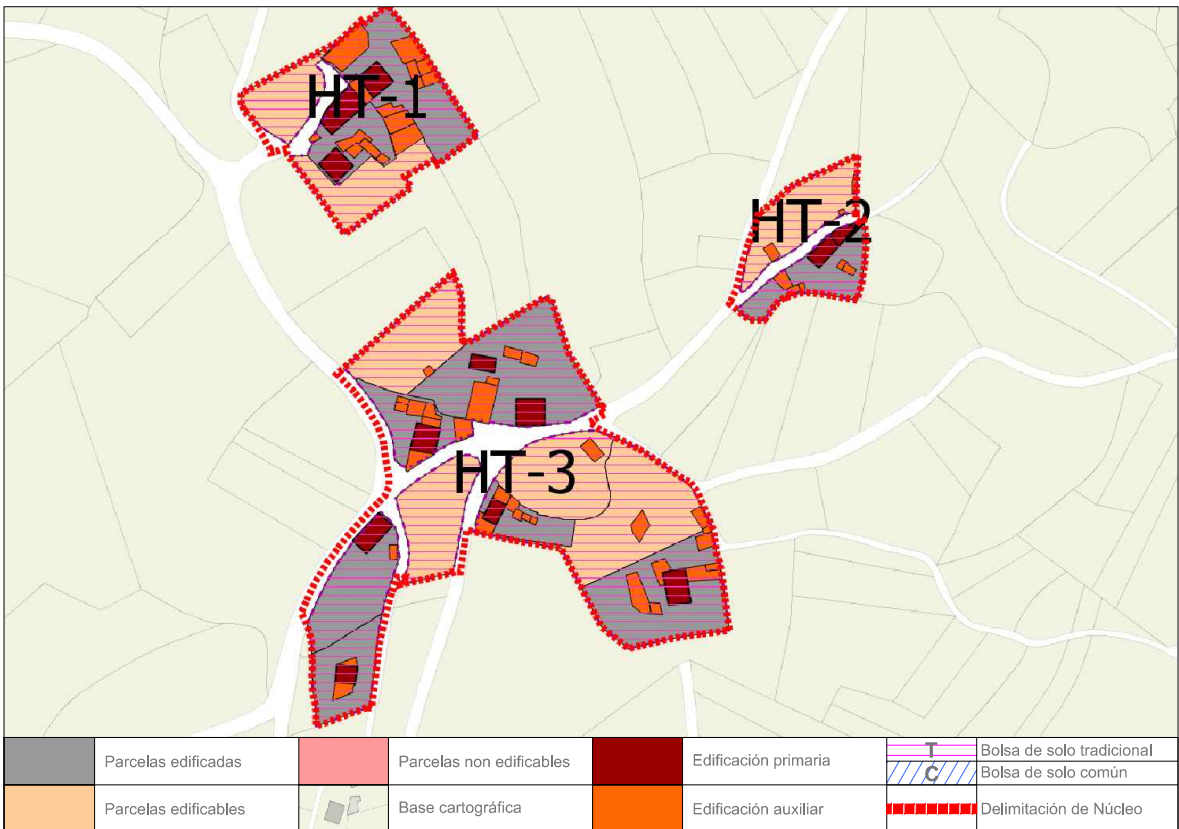 HT-1
HT-2
HT-3
Parcelas edificadas
Parcelas non edificables
Edificación primaria
T
Bolsa de solo tradicional
C
Bolsa de solo común
Parcelas edificables
Base cartográfica
Edificación auxiliar
Delimitación de Núcleo